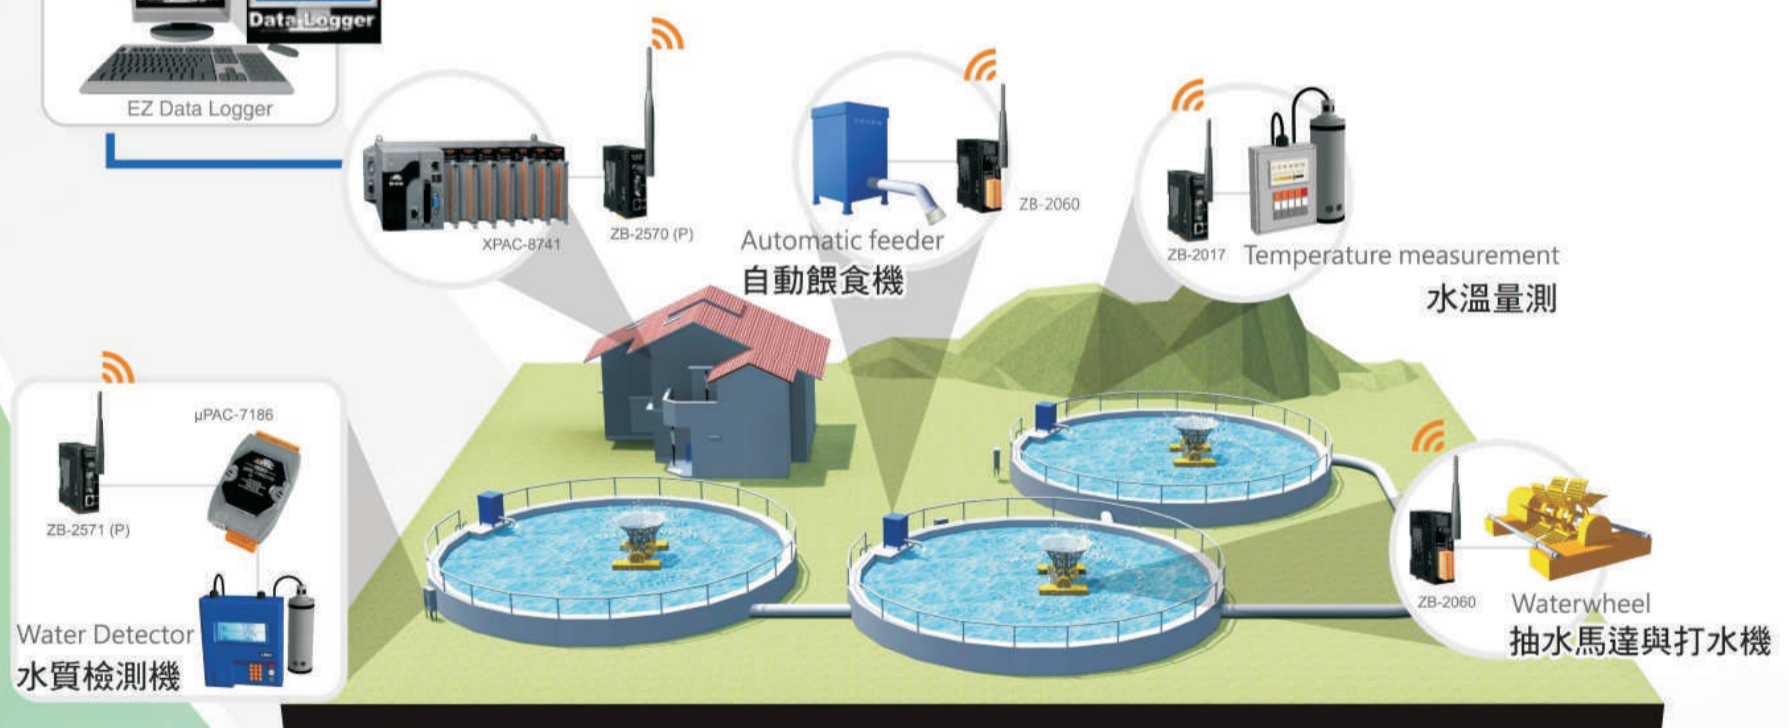 Data-Logger
EZ Data Logger
XPAC-8741
ZB-2570 (P)
Automatic feeder
自動餵食機
ZB-2060
ZB-2017
Temperature measurement
水溫量測
µPAC-7186
ZB-2571 (P)
Water Detector
水質檢測機
ZB-2060
Waterwheel
抽水馬達與打水機